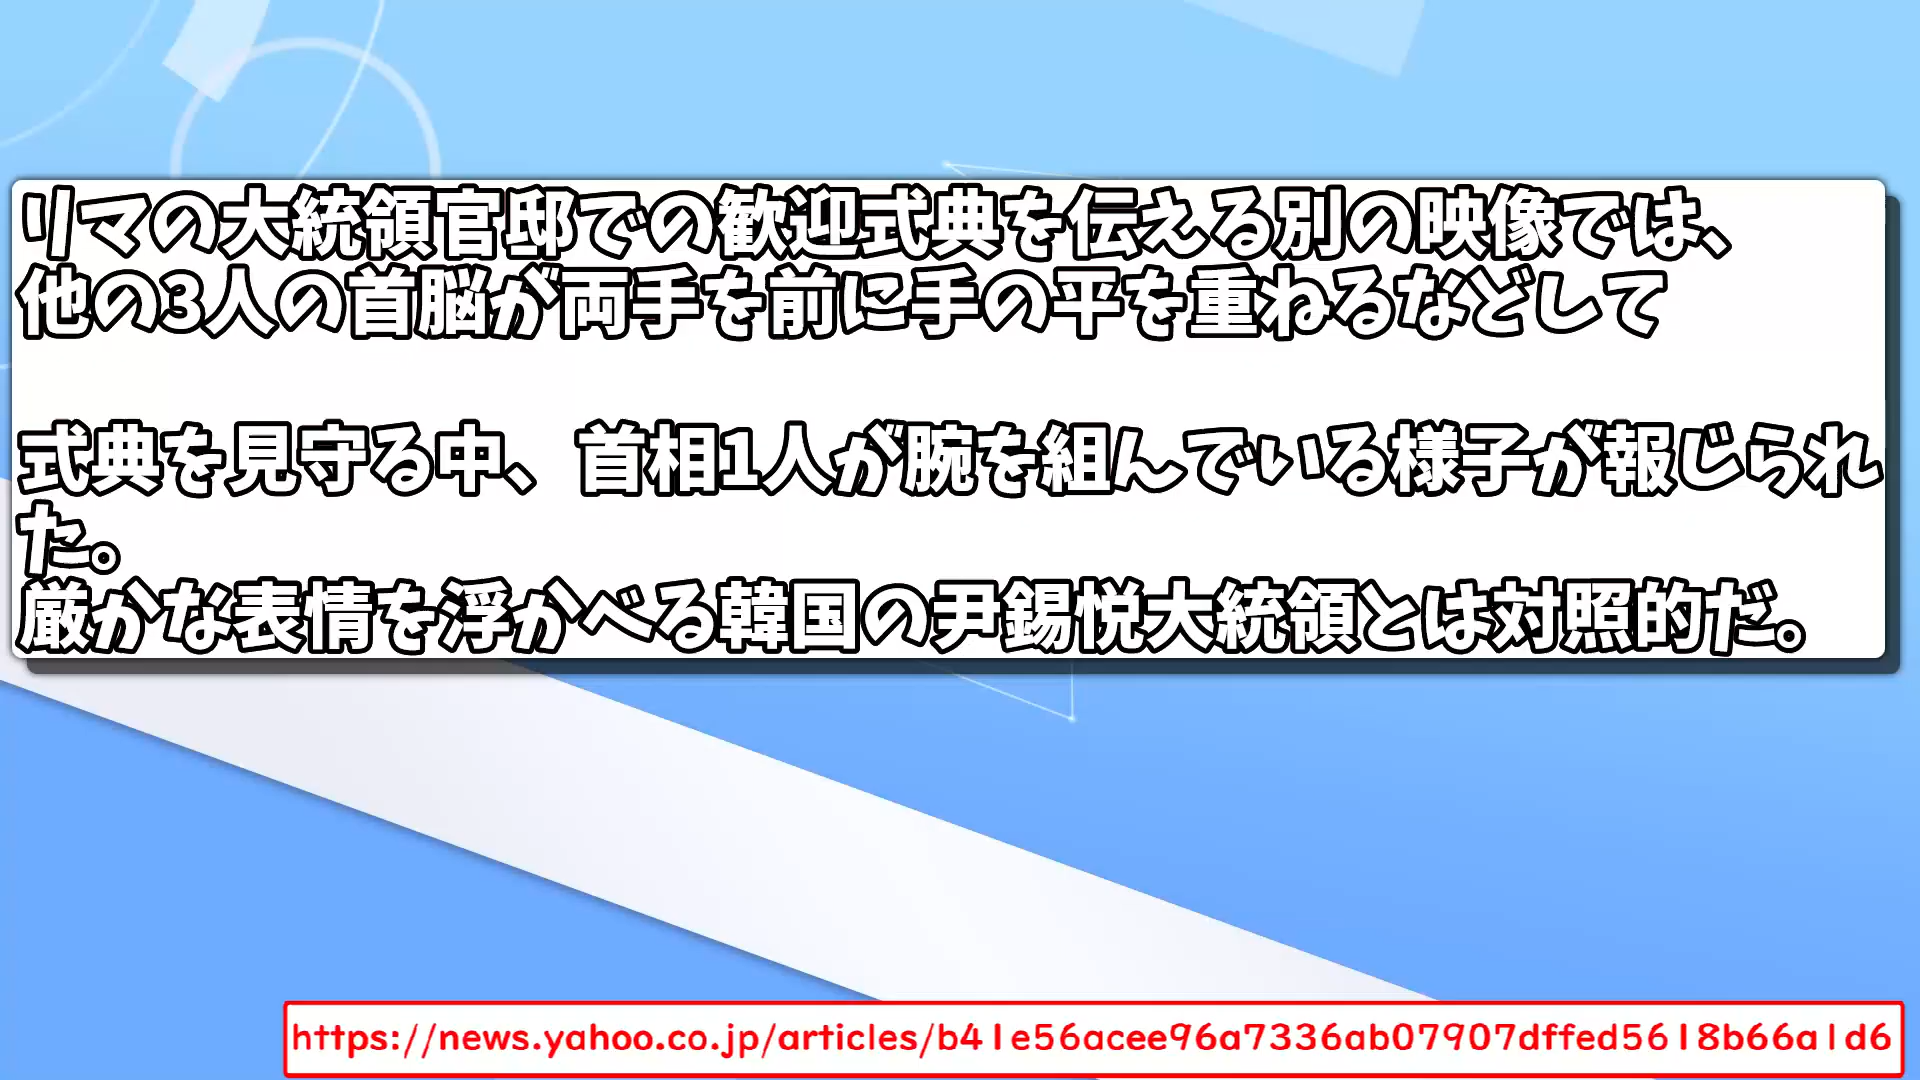 リマの大統領官邸での歓迎式典を伝える別の映像では、
他の3人の首脳が両手を前に手の平を重ねるなどして
式典を見守る中、首相1人が腕を組んでいる様子が報じられ
た。
厳かな表情を浮かべる韓国の尹錫悦大統領とは対照的だ。
https://news.yahoo.co.jp/articles/b41e56acee96a7336ab07907dffed5618b66a1d6